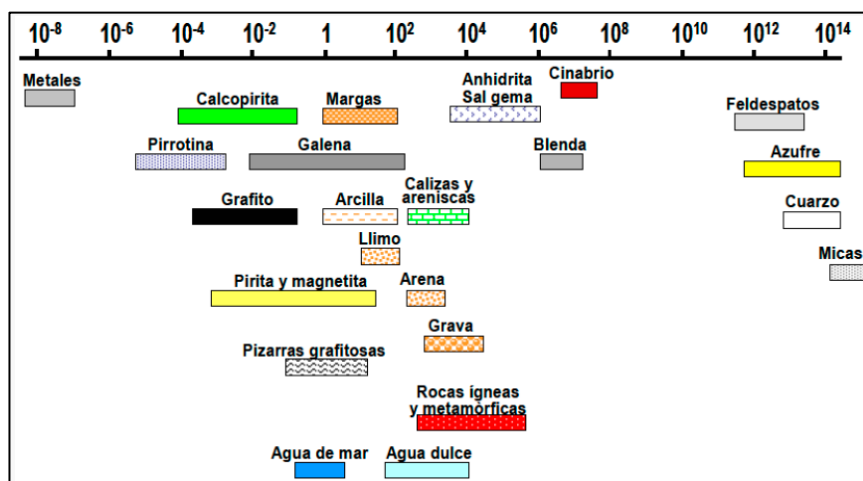 10⁻⁸ 10⁻⁶ 10⁻⁴ 10⁻² 1 10² 10⁴ 10⁶ 10⁸ 10¹⁰ 10¹² 10¹⁴
Metales
Calcopirita
Margas
Anhidrita
Sal gema
Cinabrio
Feldespatos
Pirrotina
Galena
Blenda
Azufre
Grafito
Arcilla
Calizas y
areniscas
Cuarzo
Llimo
Micas
Pirita y magnetita
Arena
Grava
Pizarras grafitosas
Rocas ígneas
y metamòrficas
Agua de mar
Agua dulce